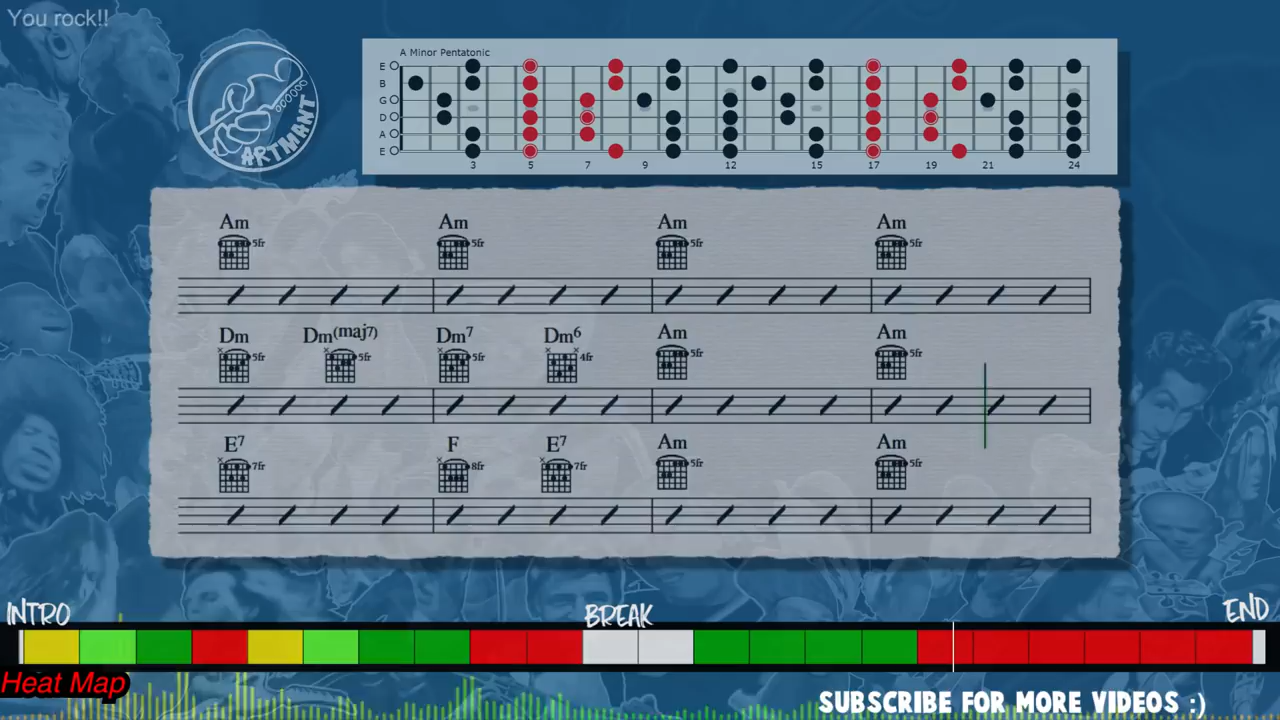 You rock!!
ARTMANT
A Minor Pentatonic
E
B
G
D
A
E
3 5 7 9 12 15 17 19 21 24
Am Am Am Am
5fr 5fr 5fr 5fr
Dm Dm(maj7) Dm7 Dm6 Am Am
x 5fr x 5fr x 5fr x x 4fr 5fr 5fr
E7 F E7 Am Am
x 7fr x 8fr x 7fr 5fr 5fr
INTRO BREAK END
Heat Map
SUBSCRIBE FOR MORE VIDEOS :)